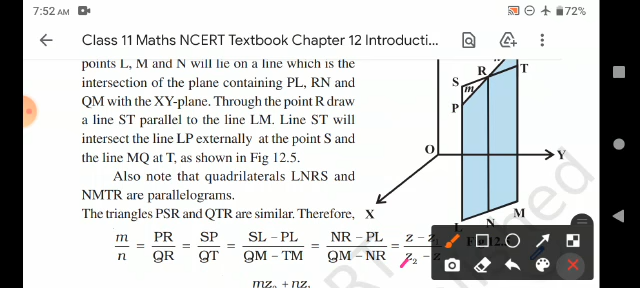 7:52 AM
72%
Class 11 Maths NCERT Textbook Chapter 12 Introducti...
points L, M and N will lie on a line which is the
intersection of the plane containing PL, RN and
QM with the XY-plane. Through the point R draw
a line ST parallel to the line LM. Line ST will
intersect the line LP externally at the point S and
the line MQ at T, as shown in Fig 12.5.
Also note that quadrilaterals LNRS and
NMTR are parallelograms.
The triangles PSR and QTR are similar. Therefore,
m/n = PR/QR = SP/QT = (SL – PL)/(QM – TM) = (NR – PL)/(QM – NR) = (z – z₁)/(z₂ – z)
mz₂ + nz₁
S
R
T
m
P
O
Y
X
L
N
M